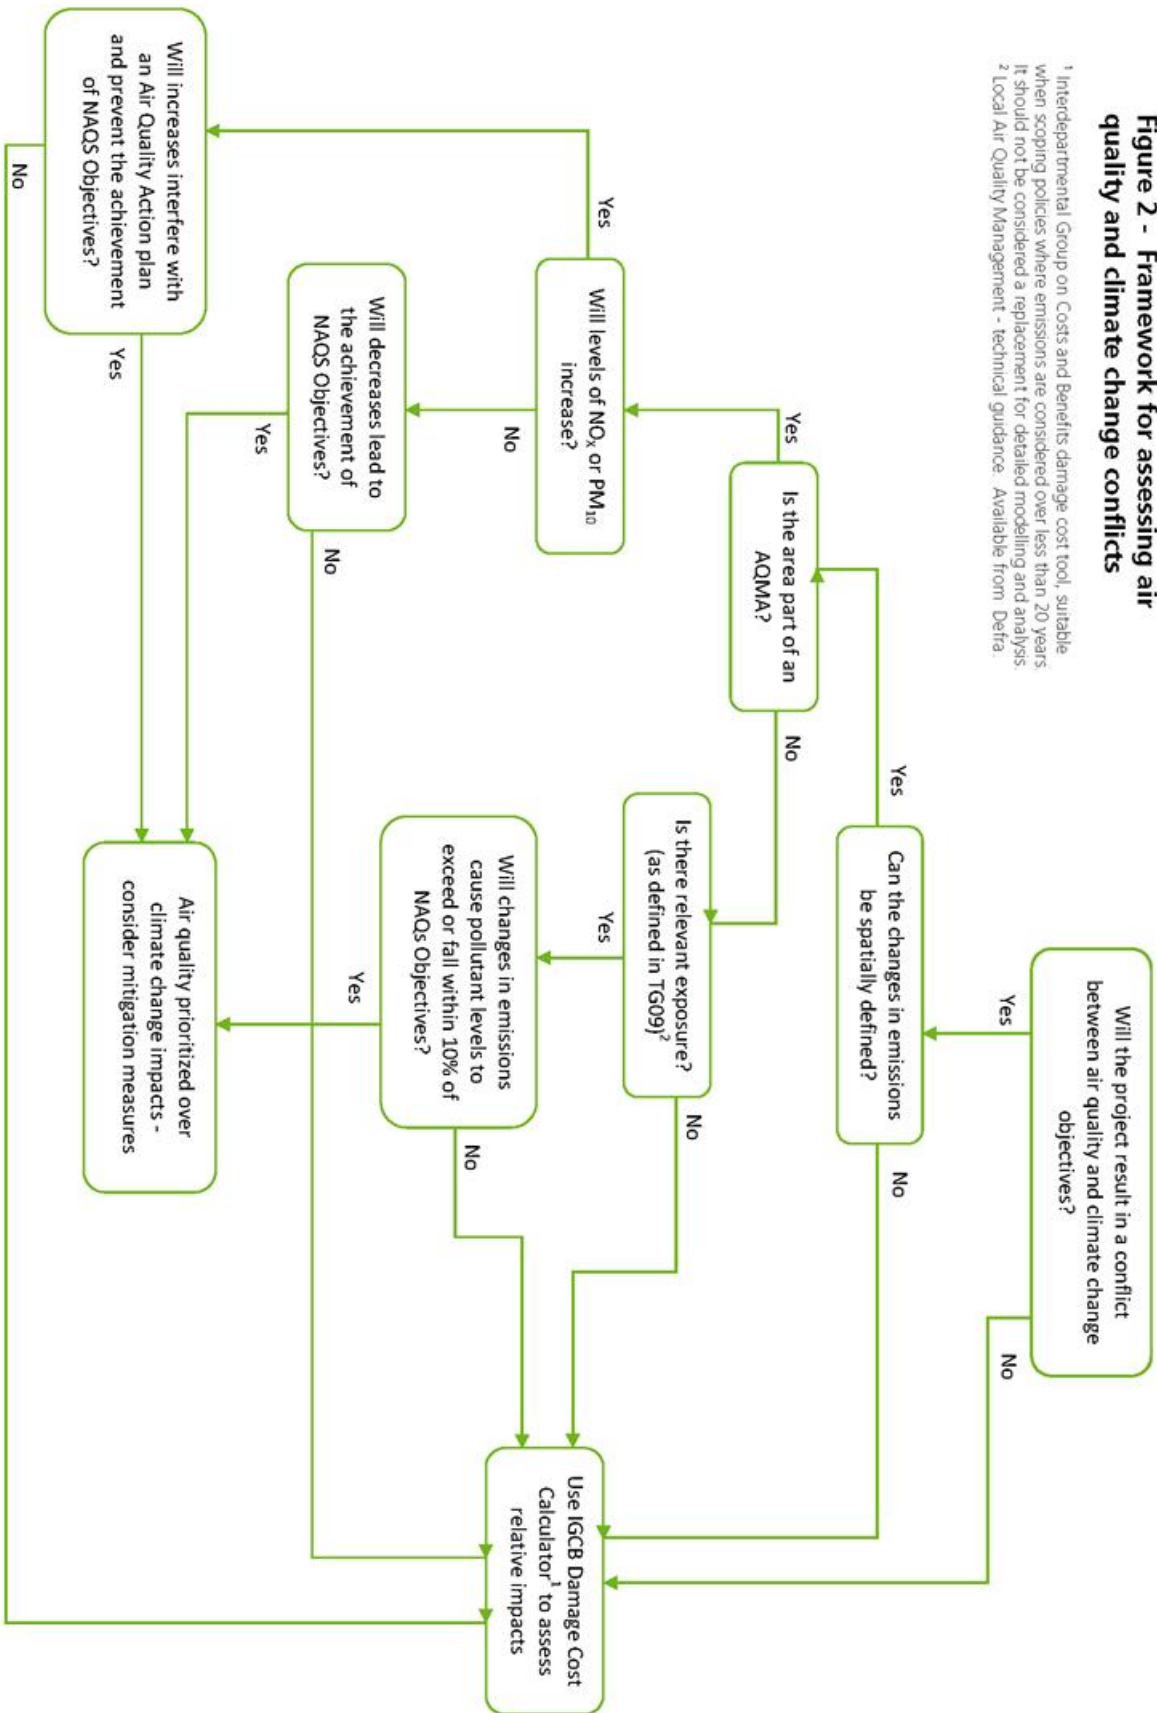 Figure 2 - Framework for assessing air
quality and climate change conflicts
¹ Interdepartmental Group on Costs and Benefits damage cost tool, suitable
when scoping policies where emissions are considered over less than 20 years.
It should not be considered a replacement for detailed modelling and analysis.
² Local Air Quality Management - technical guidance. Available from Defra.
Will the project result in a conflict
between air quality and climate change
objectives?
Yes
No
Can the changes in emissions
be spatially defined?
Yes
No
Is the area part of an
AQMA?
Yes
No
Is there relevant exposure?
(as defined in TG09)²
Yes
No
Will levels of NOₓ or PM₁₀
increase?
Yes
No
Will changes in emissions
cause pollutant levels to
exceed or fall within 10% of
NAQs Objectives?
Yes
No
Use IGCB Damage Cost
Calculator¹ to assess
relative impacts
Will decreases lead to
the achievement of
NAQS Objectives?
Yes
No
Will increases interfere with
an Air Quality Action plan
and prevent the achievement
of NAQS Objectives?
Yes
No
Air quality prioritized over
climate change impacts -
consider mitigation measures